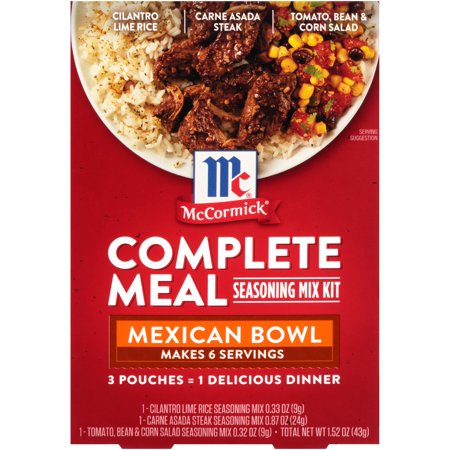 CILANTRO
LIME RICE
CARNE ASADA
STEAK
TOMATO, BEAN &
CORN SALAD
SERVING
SUGGESTION
Mc
McCormick®
COMPLETE
MEAL SEASONING MIX KIT
MEXICAN BOWL
MAKES 6 SERVINGS
3 POUCHES = 1 DELICIOUS DINNER
1 - CILANTRO LIME RICE SEASONING MIX 0.33 OZ (9g)
1 - CARNE ASADA STEAK SEASONING MIX 0.87 OZ (24g)
1 - TOMATO, BEAN & CORN SALAD SEASONING MIX 0.32 OZ (9g) • TOTAL NET WT 1.52 OZ (43g)